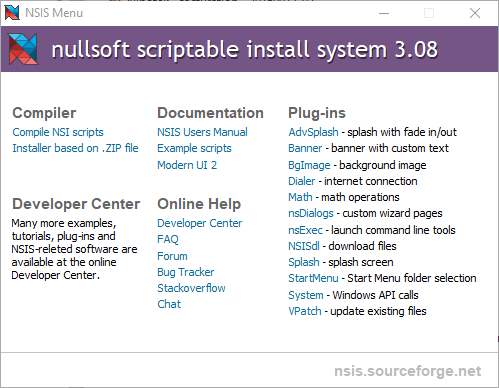 NSIS Menu
nullsoft scriptable install system 3.08
Compiler
Compile NSI scripts
Installer based on .ZIP file
Documentation
NSIS Users Manual
Example scripts
Modern UI 2
Plug-ins
AdvSplash - splash with fade in/out
Banner - banner with custom text
BgImage - background image
Dialer - internet connection
Math - math operations
nsDialogs - custom wizard pages
nsExec - launch command line tools
NSISdl - download files
Splash - splash screen
StartMenu - Start Menu folder selection
System - Windows API calls
VPatch - update existing files
Developer Center
Many more examples,
tutorials, plug-ins and
NSIS-releted software are
available at the online
Developer Center.
Online Help
Developer Center
FAQ
Forum
Bug Tracker
Stackoverflow
Chat
nsis.sourceforge.net